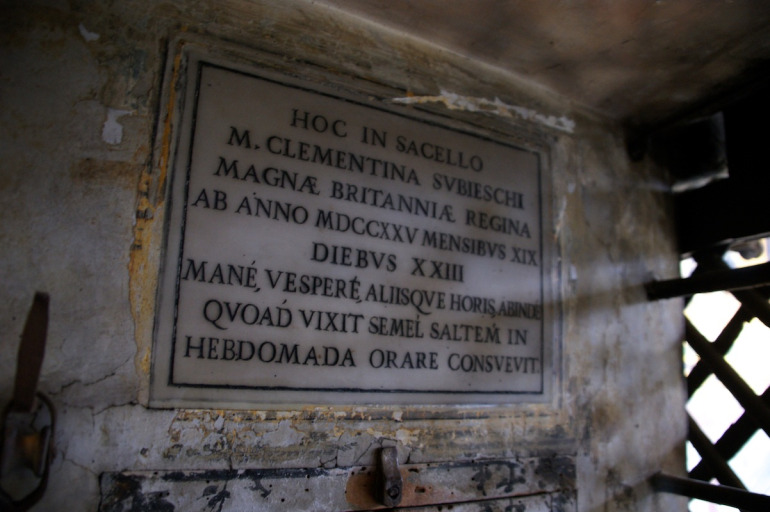 HOC IN SACELLO
M. CLEMENTINA SVBIESCHI
MAGNÆ BRITANNIÆ REGINA
AB ANNO MDCCXXV MENSIBVS XIX
DIEBVS XXIII
MANÉ, VESPERÉ, ALIISQVE HORIS, ABINDE
QVOAD VIXIT SEMEL SALTEM IN
HEBDOMADA ORARE CONSVEVIT.